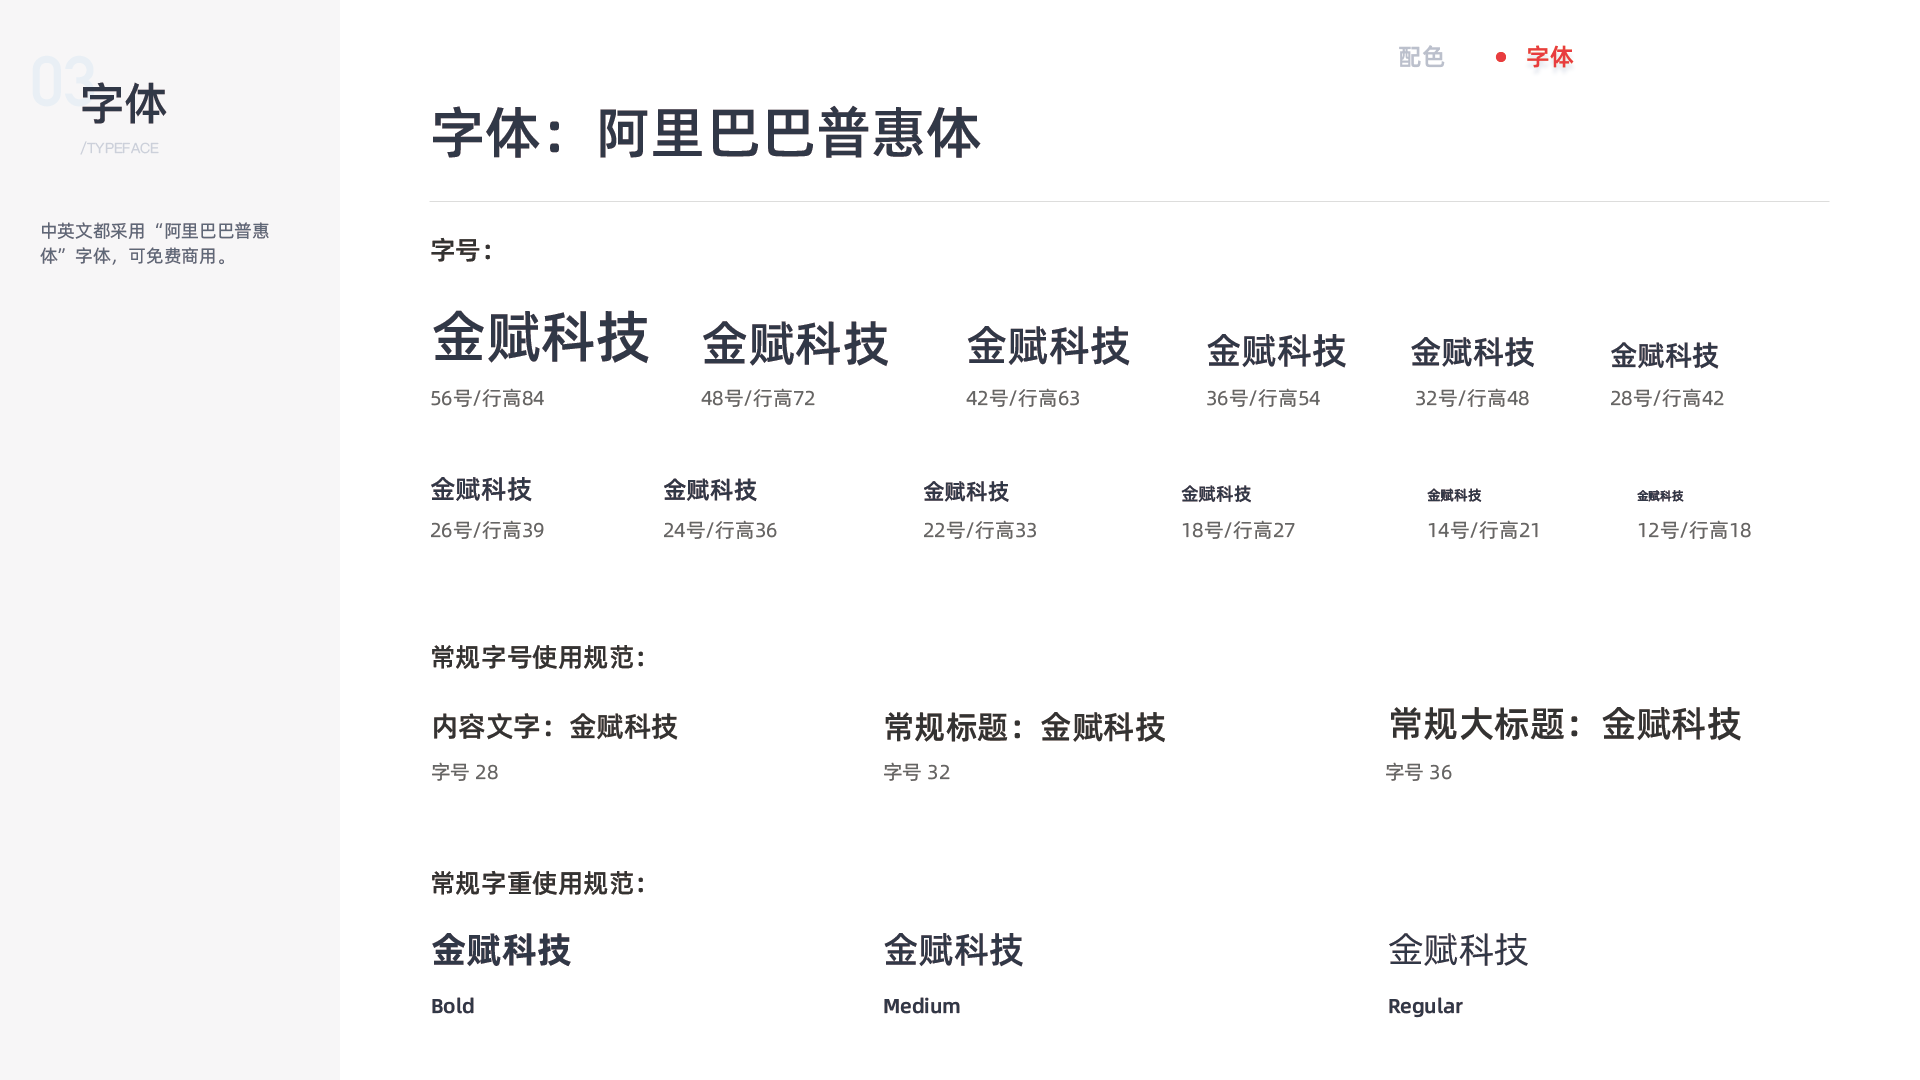 03
字体
/TYPEFACE
中英文都采用“阿里巴巴普惠
体”字体，可免费商用。
配色
字体
字体：阿里巴巴普惠体
字号：
金赋科技 金赋科技 金赋科技 金赋科技 金赋科技 金赋科技
56号/行高84 48号/行高72 42号/行高63 36号/行高54 32号/行高48 28号/行高42
金赋科技 金赋科技 金赋科技 金赋科技 金赋科技 金赋科技
26号/行高39 24号/行高36 22号/行高33 18号/行高27 14号/行高21 12号/行高18
常规字号使用规范：
内容文字：金赋科技 常规标题：金赋科技 常规大标题：金赋科技
字号 28 字号 32 字号 36
常规字重使用规范：
金赋科技 金赋科技 金赋科技
Bold Medium Regular